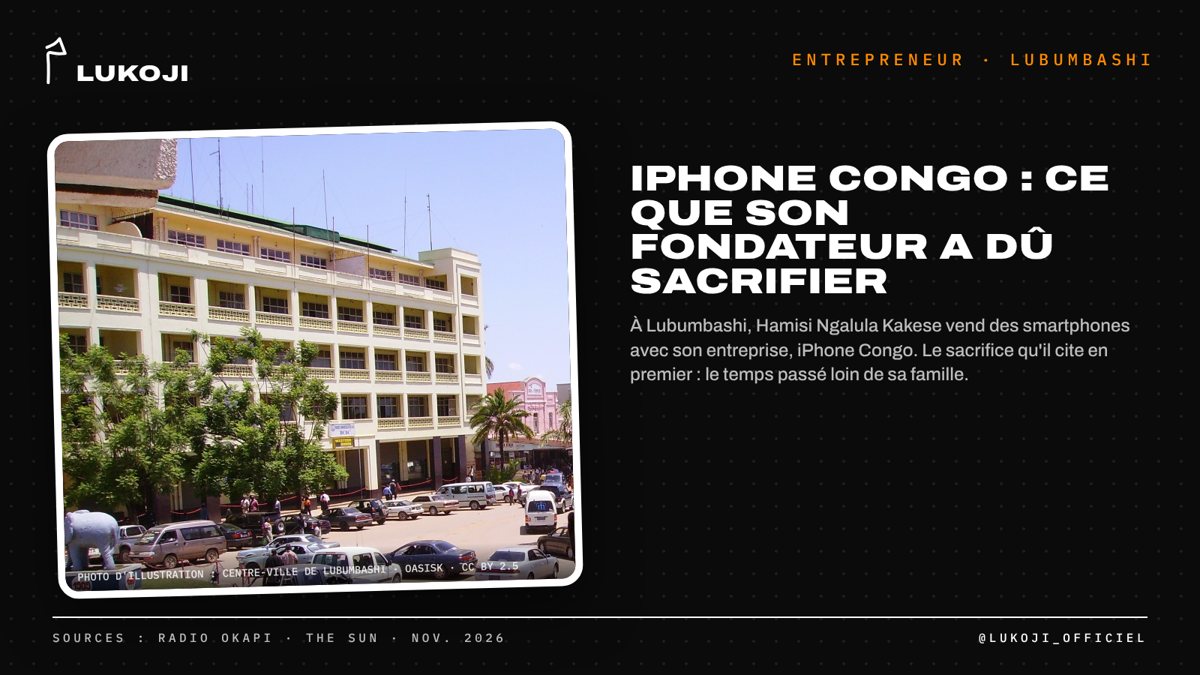 LUKOJI
ENTREPRENEUR · LUBUMBASHI
IPHONE CONGO : CE
QUE SON
FONDATEUR A DÛ
SACRIFIER
À Lubumbashi, Hamisi Ngalula Kakese vend des smartphones
avec son entreprise, iPhone Congo. Le sacrifice qu'il cite en
premier : le temps passé loin de sa famille.
PHOTO D'ILLUSTRATION : CENTRE-VILLE DE LUBUMBASHI · OASISK · CC BY 2.5
SOURCES : RADIO OKAPI · THE SUN · NOV. 2026
@LUKOJI_OFFICIEL